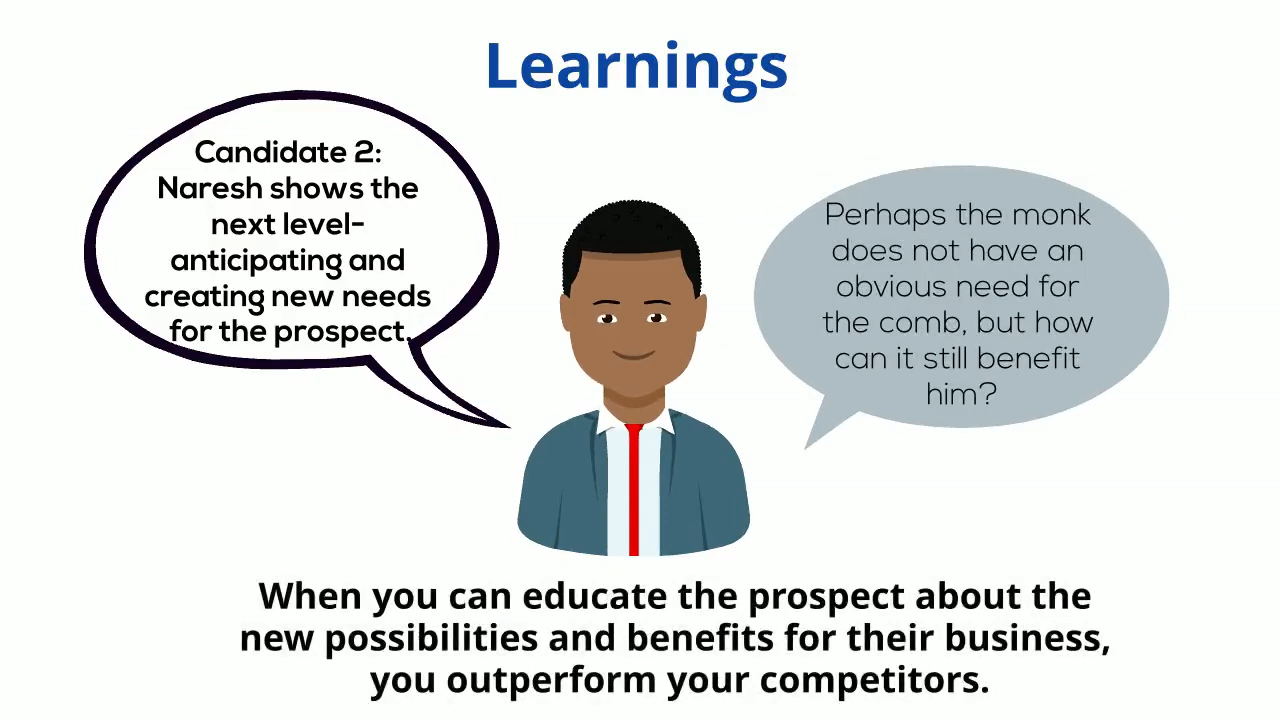 Learnings
Candidate 2:
Naresh shows the
next level-
anticipating and
creating new needs
for the prospect.
Perhaps the monk
does not have an
obvious need for
the comb, but how
can it still benefit
him?
When you can educate the prospect about the
new possibilities and benefits for their business,
you outperform your competitors.